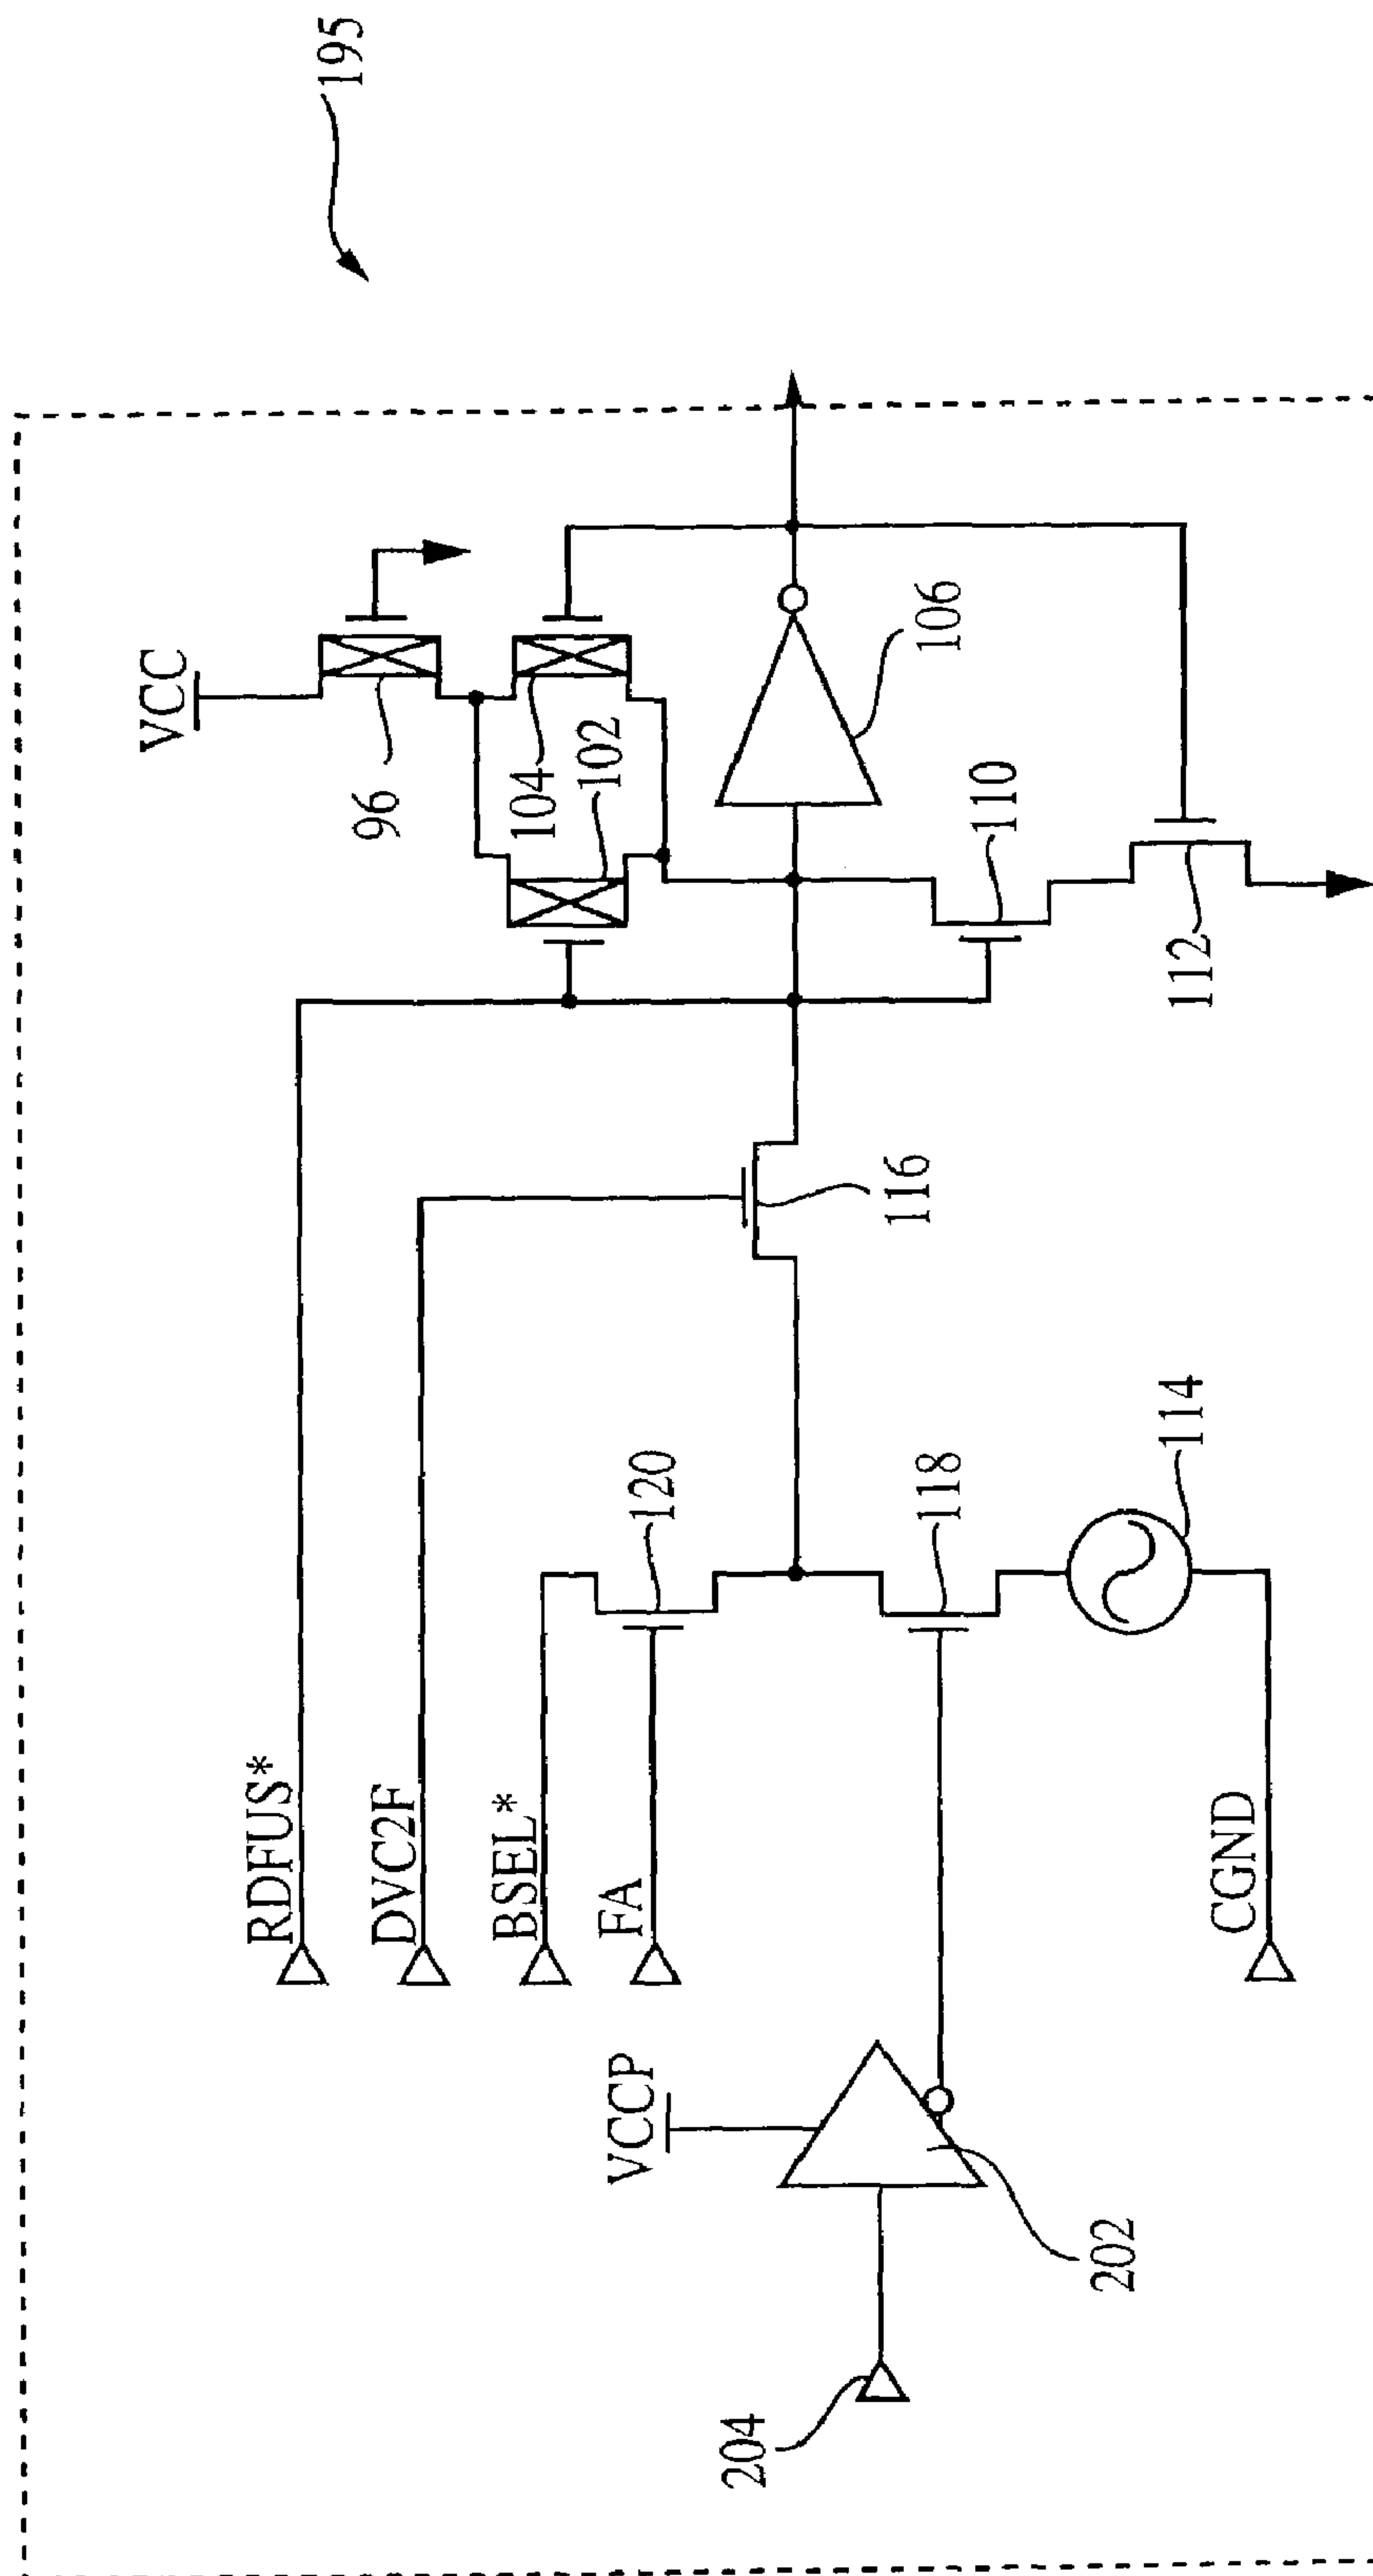 195
VCC
96
104
102
106
110
112
RDFUS*
DVC2F
BSEL*
FA
120
116
118
114
CGND
VCCP
202
204